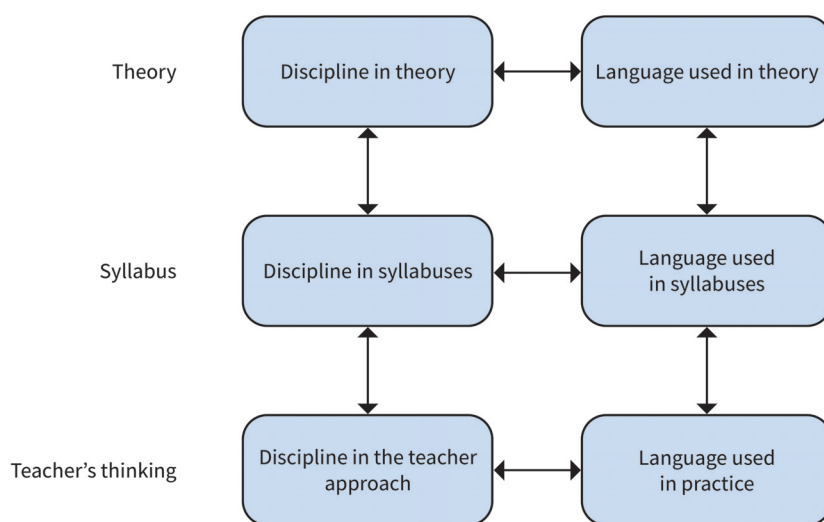 Theory
Discipline in theory
Language used in theory
Syllabus
Discipline in syllabuses
Language used
in syllabuses
Teacher’s thinking
Discipline in the teacher
approach
Language used
in practice